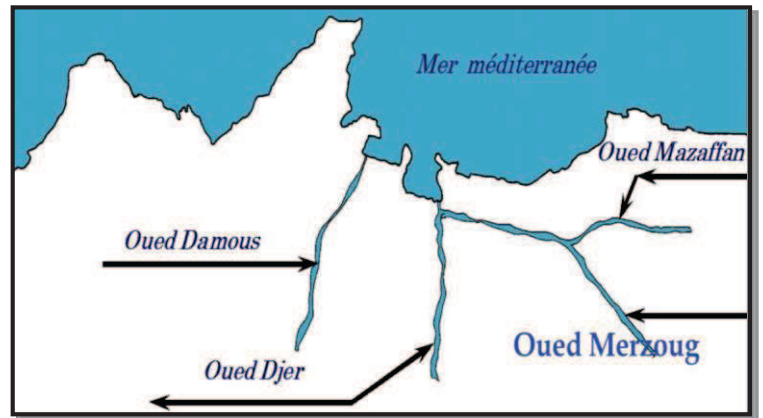 Mer méditerranée
Oued Mazaffan
Oued Damous
Oued Merzoug
Oued Djer